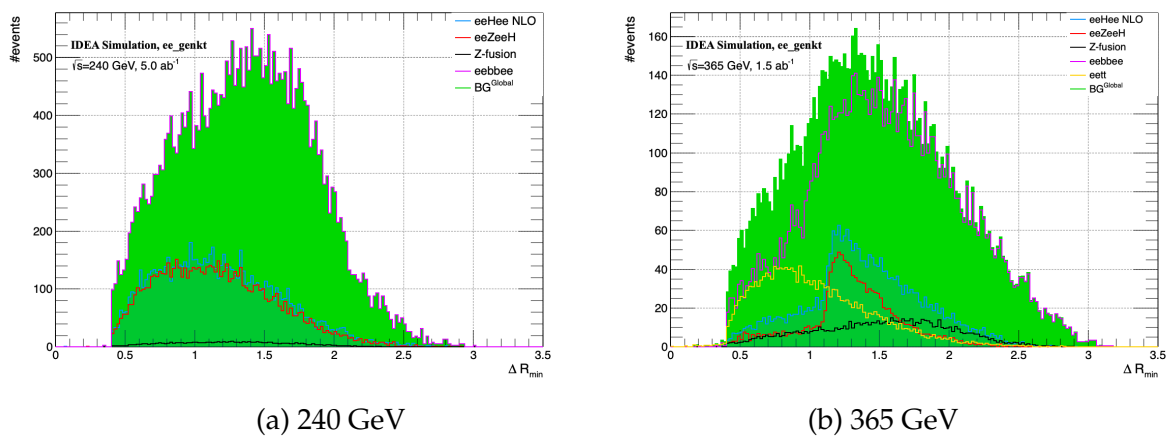 #events
500
400
300
200
100
0
IDEA Simulation, ee_genkt
√s=240 GeV, 5.0 ab⁻¹
eeHee NLO
eeZeeH
Z-fusion
eebbee
BG^Global
0 0.5 1 1.5 2 2.5 3 3.5
Δ R_min
(a) 240 GeV
#events
160
140
120
100
80
60
40
20
0
IDEA Simulation, ee_genkt
√s=365 GeV, 1.5 ab⁻¹
eeHee NLO
eeZeeH
Z-fusion
eebbee
eett
BG^Global
0 0.5 1 1.5 2 2.5 3 3.5
Δ R_min
(b) 365 GeV